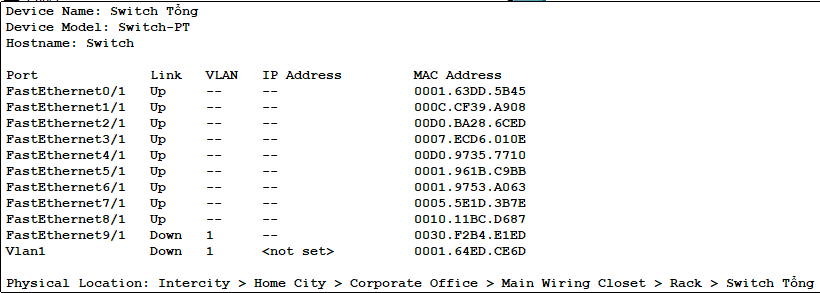 Device Name: Switch Tổng
Device Model: Switch-PT
Hostname: Switch
Port Link VLAN IP Address MAC Address
FastEthernet0/1 Up -- -- 0001.63DD.5B45
FastEthernet1/1 Up -- -- 000C.CF39.A908
FastEthernet2/1 Up -- -- 00D0.BA28.6CED
FastEthernet3/1 Up -- -- 0007.ECD6.010E
FastEthernet4/1 Up -- -- 00D0.9735.7710
FastEthernet5/1 Up -- -- 0001.961B.C9BB
FastEthernet6/1 Up -- -- 0001.9753.A063
FastEthernet7/1 Up -- -- 0005.5E1D.3B7E
FastEthernet8/1 Up -- -- 0010.11BC.D687
FastEthernet9/1 Down 1 -- 0030.F2B4.E1ED
Vlan1 Down 1 <not set> 0001.64ED.CE6D
Physical Location: Intercity > Home City > Corporate Office > Main Wiring Closet > Rack > Switch Tổng